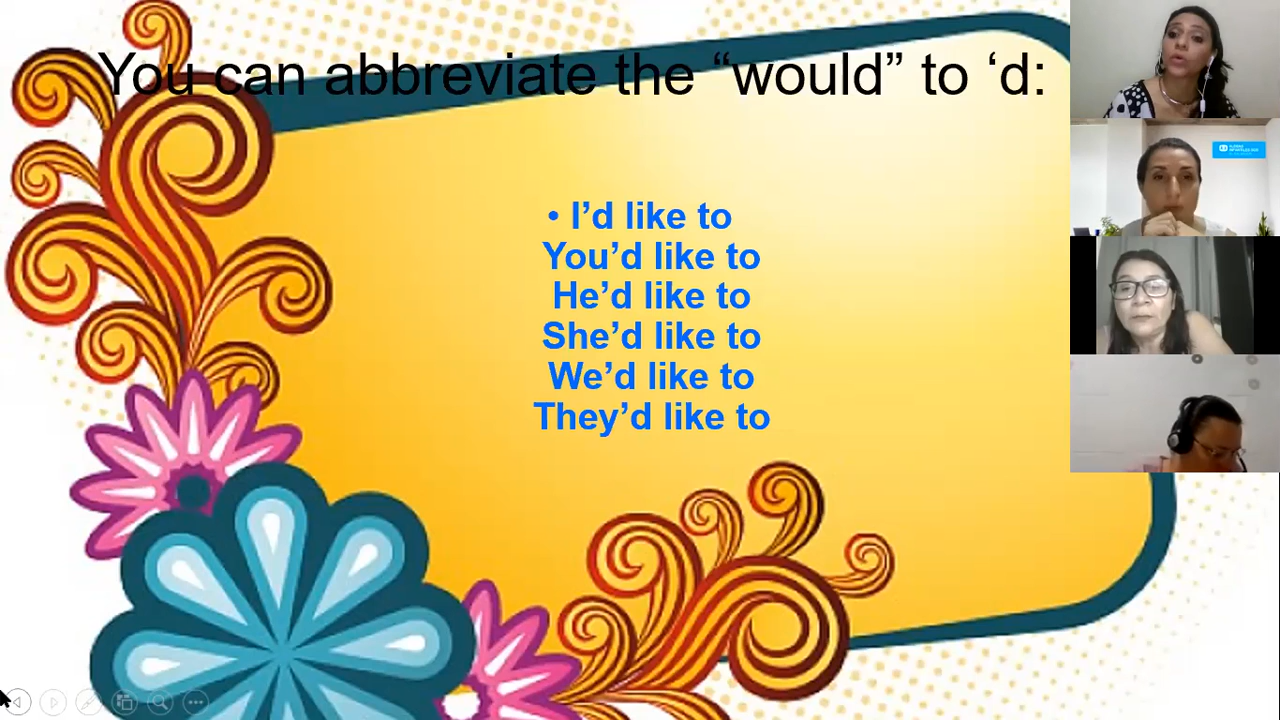 You can abbreviate the “would” to ‘d:
• I’d like to
You’d like to
He’d like to
She’d like to
We’d like to
They’d like to